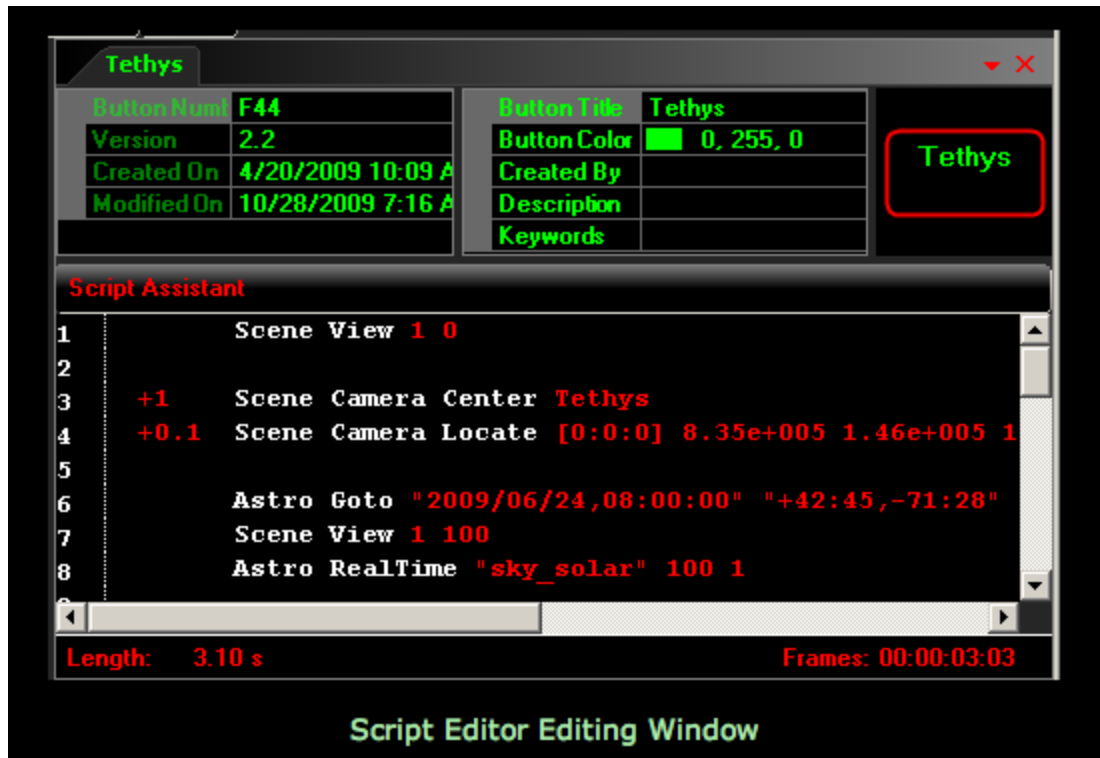 Tethys
Button Numb F44
Version 2.2
Created On 4/20/2009 10:09 A
Modified On 10/28/2009 7:16 A
Button Title Tethys
Button Color 0, 255, 0
Created By
Description
Keywords
Tethys
Script Assistant
1 Scene View 1 0
2
3 +1 Scene Camera Center Tethys
4 +0.1 Scene Camera Locate [0:0:0] 8.35e+005 1.46e+005 1
5
6 Astro Goto "2009/06/24,08:00:00" "+42:45,-71:28"
7 Scene View 1 100
8 Astro RealTime "sky_solar" 100 1
Length: 3.10 s
Frames: 00:00:03:03
Script Editor Editing Window